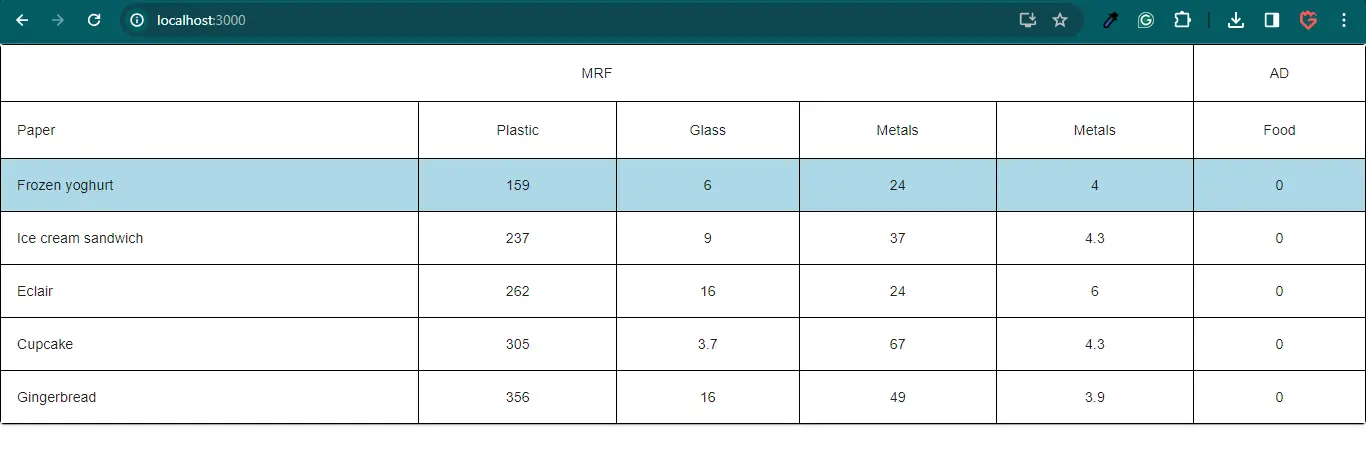 localhost:3000
MRF AD
Paper Plastic Glass Metals Metals Food
Frozen yoghurt 159 6 24 4 0
Ice cream sandwich 237 9 37 4.3 0
Eclair 262 16 24 6 0
Cupcake 305 3.7 67 4.3 0
Gingerbread 356 16 49 3.9 0